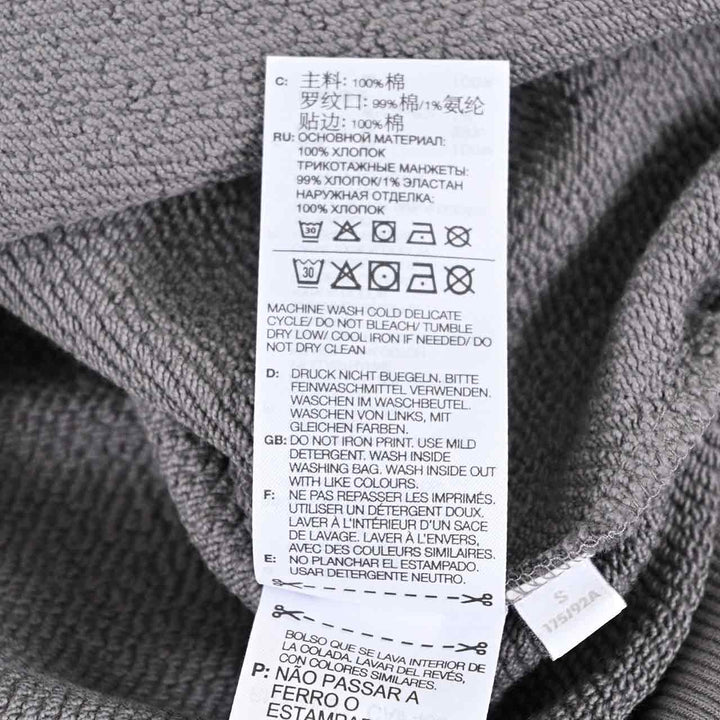 C: 主料: 100% 棉
罗纹口: 99% 棉/1% 氨纶
贴边: 100% 棉
RU: ОСНОВНОЙ МАТЕРИАЛ:
100% ХЛОПОК
ТРИКОТАЖНЫЕ МАНЖЕТЫ:
99% ХЛОПОК/1% ЭЛАСТАН
НАРУЖНАЯ ОТДЕЛКА:
100% ХЛОПОК
30
30
MACHINE WASH COLD DELICATE
CYCLE/ DO NOT BLEACH/ TUMBLE
DRY LOW/ COOL IRON IF NEEDED/ DO
NOT DRY CLEAN
D: DRUCK NICHT BUEGELN. BITTE
FEINWASCHMITTEL VERWENDEN.
WASCHEN IM WASCHBEUTEL.
WASCHEN VON LINKS, MIT
GLEICHEN FARBEN.
GB: DO NOT IRON PRINT. USE MILD
DETERGENT. WASH INSIDE
WASHING BAG. WASH INSIDE OUT
WITH LIKE COLOURS.
F: NE PAS REPASSER LES IMPRIMÉS.
UTILISER UN DÉTERGENT DOUX.
LAVER À L'INTÉRIEUR D'UN SACE
DE LAVAGE. LAVER À L'ENVERS,
AVEC DES COULEURS SIMILAIRES.
E: NO PLANCHAR EL ESTAMPADO.
USAR DETERGENTE NEUTRO.
BOLSO QUE SE LAVA INTERIOR DE
LA COLADA. LAVAR DEL REVÉS,
CON COLORES SIMILARES.
P: NÃO PASSAR A
FERRO O
ESTAMPADO
S
175/92A